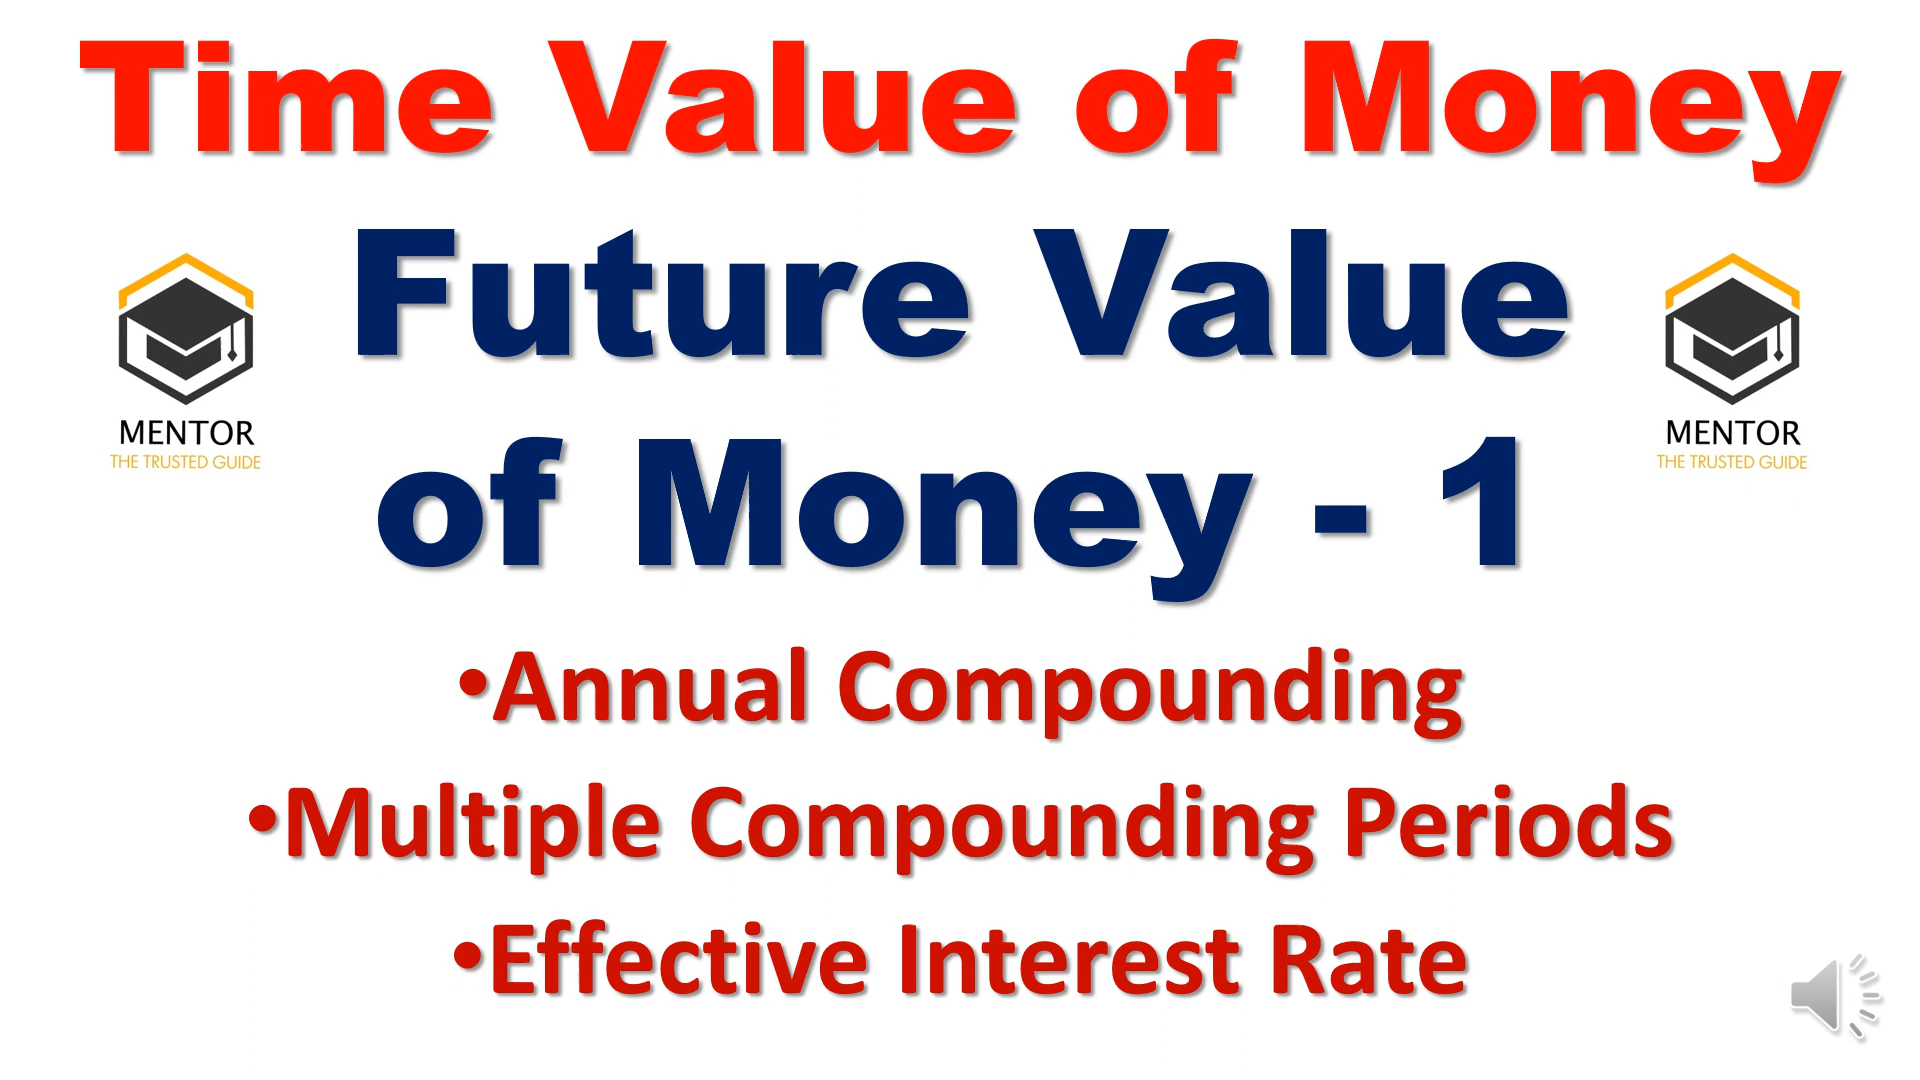 Time Value of Money
Future Value
of Money - 1
MENTOR
THE TRUSTED GUIDE
MENTOR
THE TRUSTED GUIDE
•Annual Compounding
•Multiple Compounding Periods
•Effective Interest Rate